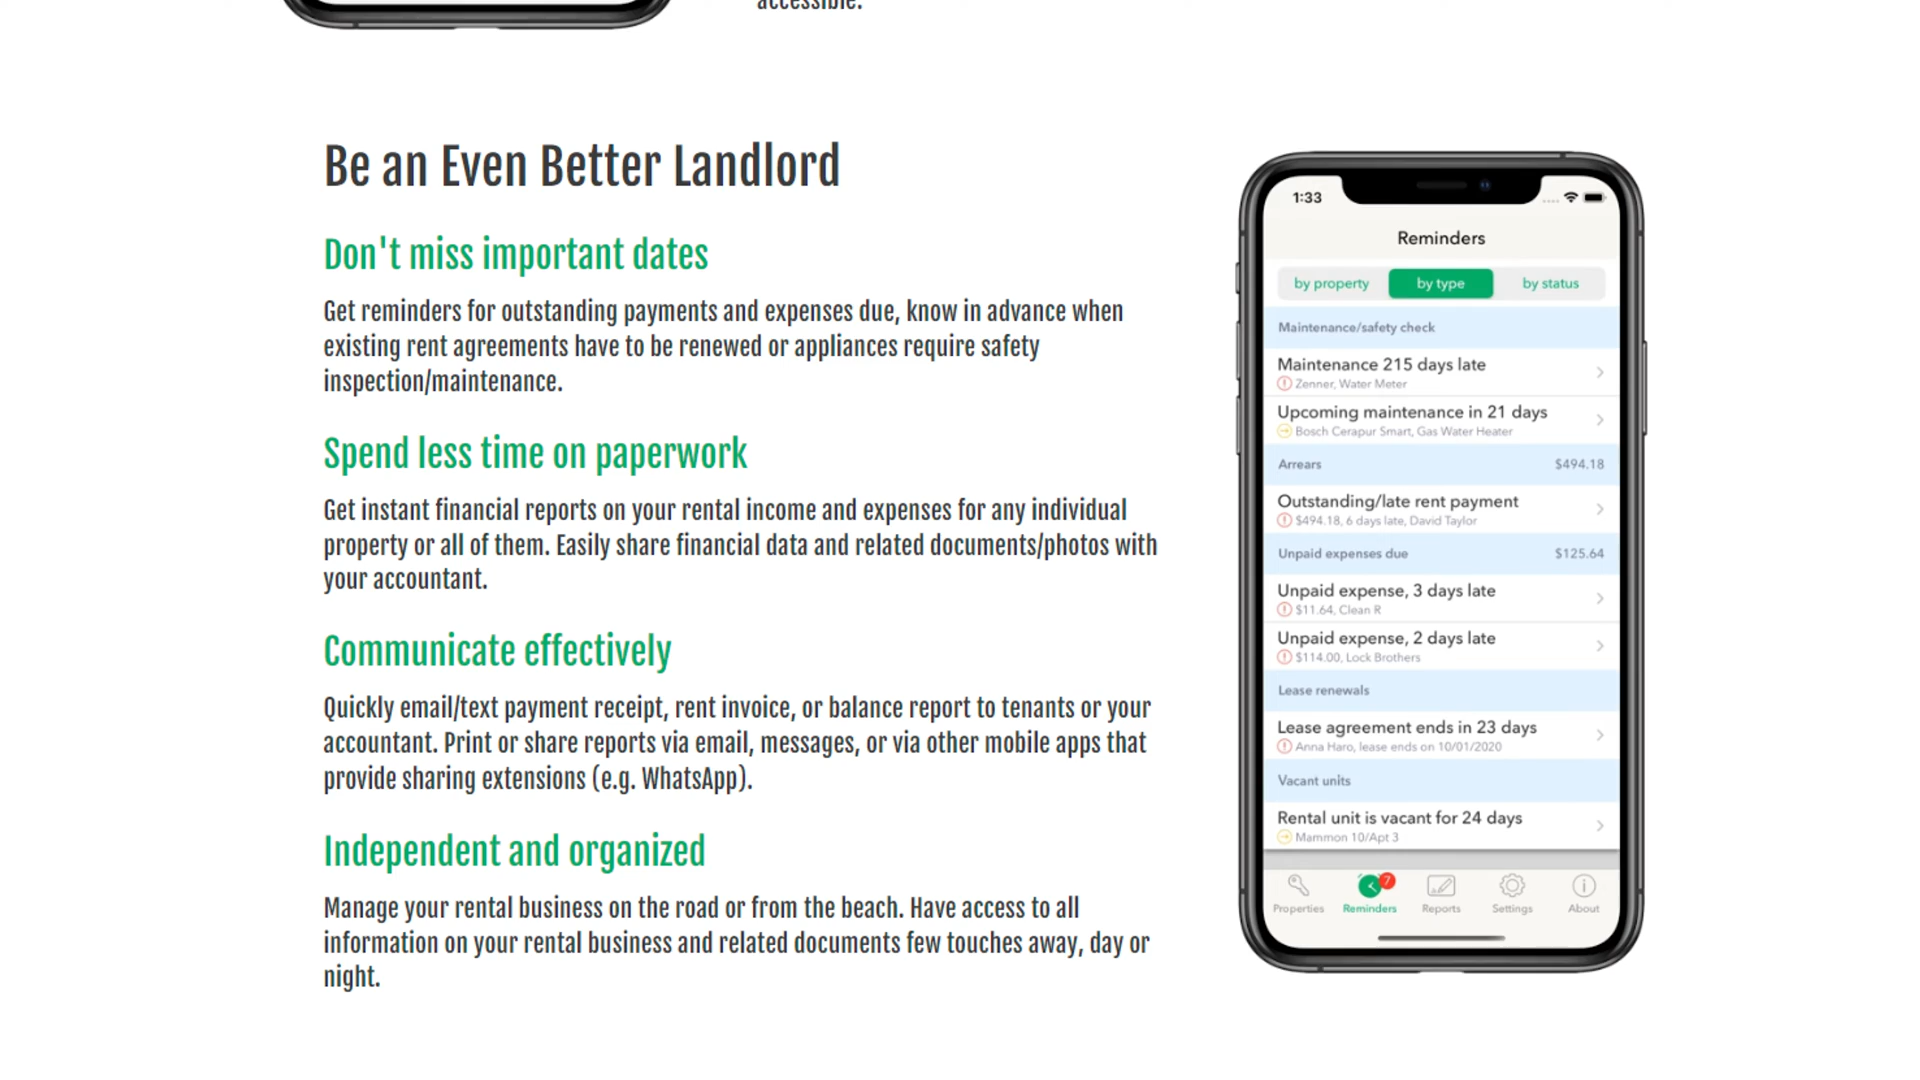 accessible.
Be an Even Better Landlord
Don't miss important dates
Get reminders for outstanding payments and expenses due, know in advance when
existing rent agreements have to be renewed or appliances require safety
inspection/maintenance.
Spend less time on paperwork
Get instant financial reports on your rental income and expenses for any individual
property or all of them. Easily share financial data and related documents/photos with
your accountant.
Communicate effectively
Quickly email/text payment receipt, rent invoice, or balance report to tenants or your
accountant. Print or share reports via email, messages, or via other mobile apps that
provide sharing extensions (e.g. WhatsApp).
Independent and organized
Manage your rental business on the road or from the beach. Have access to all
information on your rental business and related documents few touches away, day or
night.
1:33
Reminders
by property by type by status
Maintenance/safety check
Maintenance 215 days late
Zenner, Water Meter
Upcoming maintenance in 21 days
Bosch Cerapur Smart, Gas Water Heater
Arrears $494.18
Outstanding/late rent payment
$494.18, 6 days late, David Taylor
Unpaid expenses due $125.64
Unpaid expense, 3 days late
$11.64, Clean R
Unpaid expense, 2 days late
$114.00, Lock Brothers
Lease renewals
Lease agreement ends in 23 days
Anna Haro, lease ends on 10/01/2020
Vacant units
Rental unit is vacant for 24 days
Mammon 10/Apt 3
7
Properties Reminders Reports Settings About